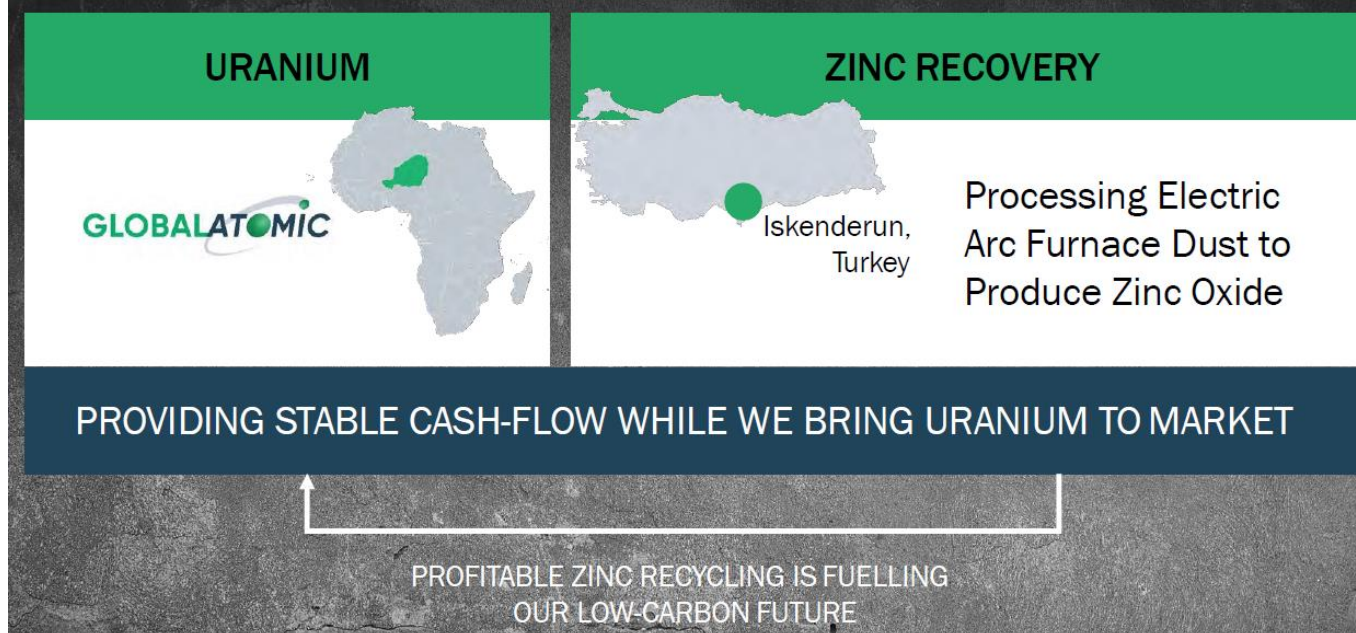 URANIUM
GLOBALATOMIC
ZINC RECOVERY
Iskenderun,
Turkey
Processing Electric
Arc Furnace Dust to
Produce Zinc Oxide
PROVIDING STABLE CASH-FLOW WHILE WE BRING URANIUM TO MARKET
PROFITABLE ZINC RECYCLING IS FUELLING
OUR LOW-CARBON FUTURE